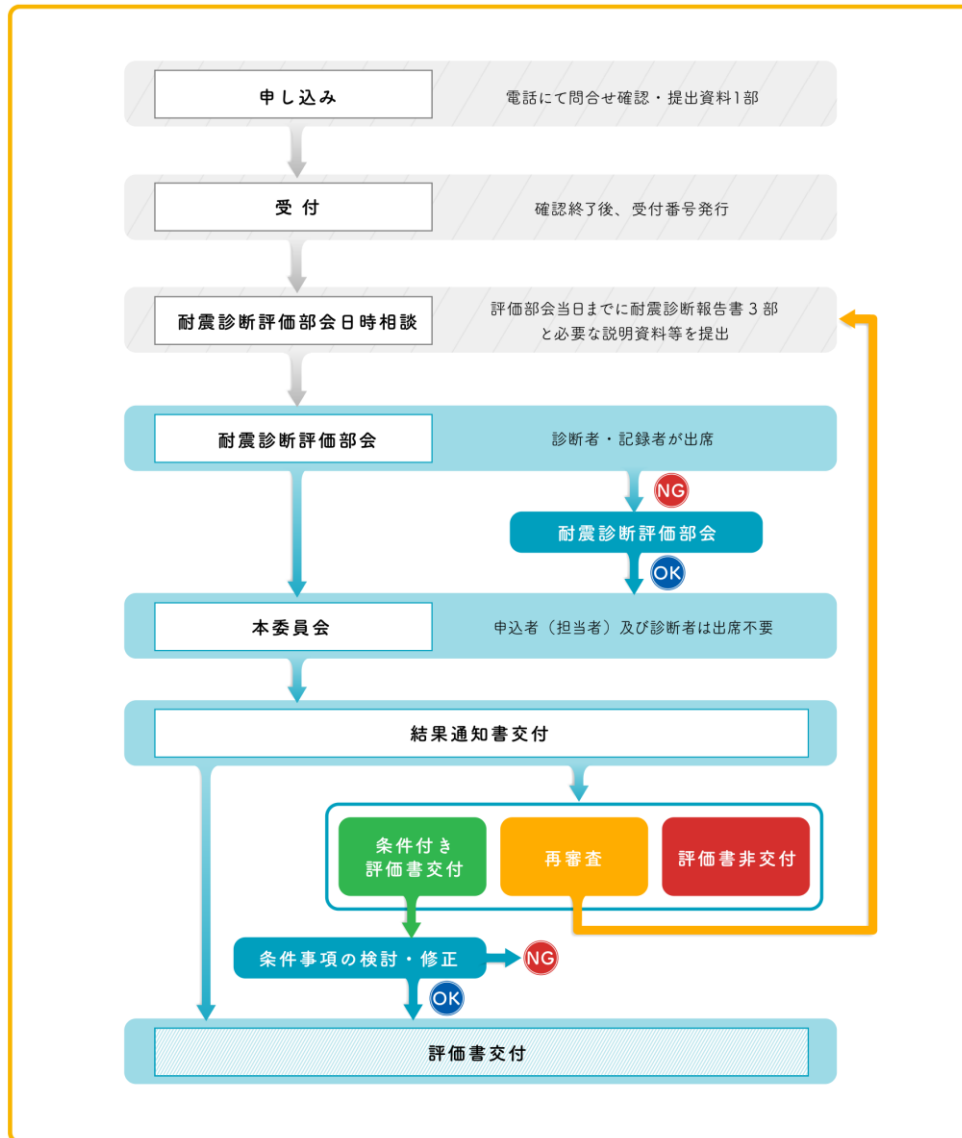 申し込み
電話にて問合せ確認・提出資料1部
受 付
確認終了後、受付番号発行
耐震診断評価部会日時相談
評価部会当日までに耐震診断報告書 3 部
と必要な説明資料等を提出
耐震診断評価部会
診断者・記録者が出席
NG
耐震診断評価部会
OK
本委員会
申込者（担当者）及び診断者は出席不要
結果通知書交付
条件付き
評価書交付
再審査
評価書非交付
条件事項の検討・修正
NG
OK
評価書交付